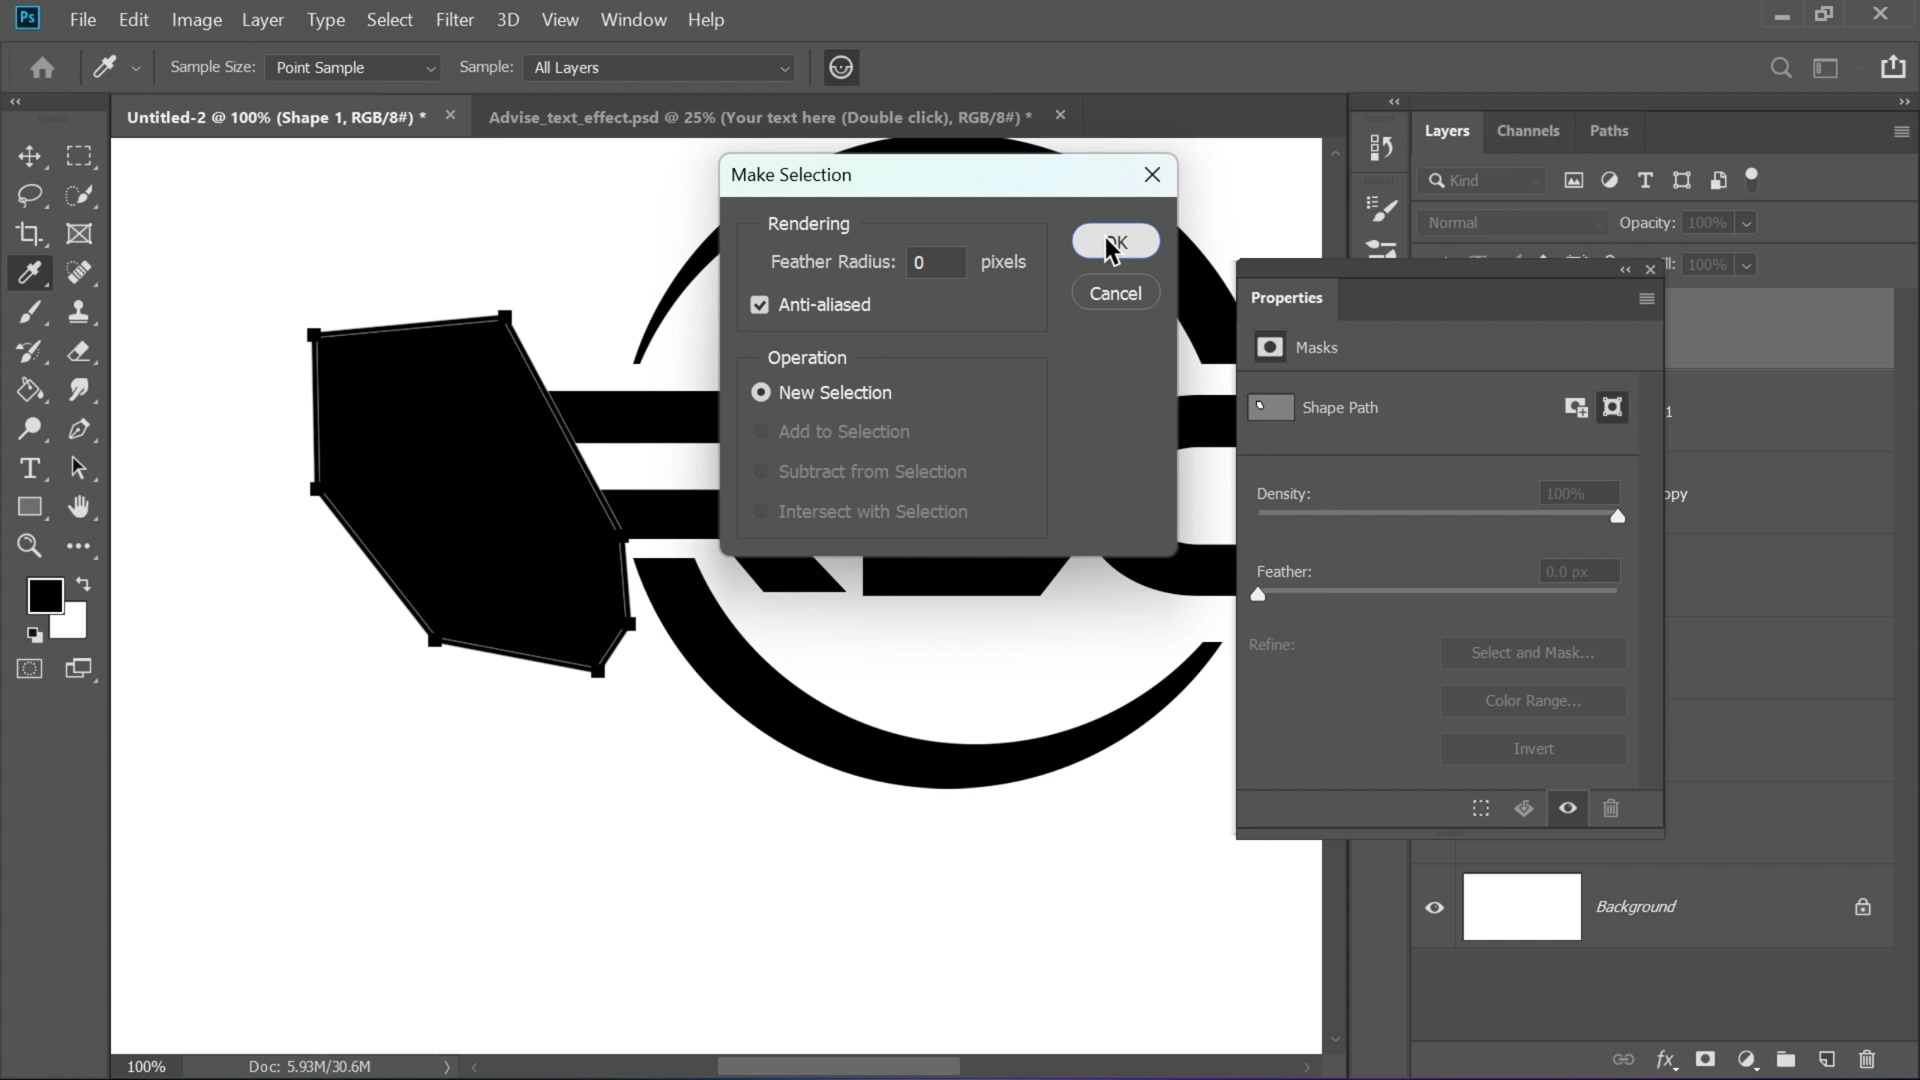 Ps File Edit Image Layer Type Select Filter 3D View Window Help
Sample Size: Point Sample Sample: All Layers
Untitled-2 @ 100% (Shape 1, RGB/8#) * Advise_text_effect.psd @ 25% (Your text here (Double click), RGB/8#) *
Layers Channels Paths
Kind
Normal Opacity: 100%
100%
Make Selection
Rendering
Feather Radius: 0 pixels
Anti-aliased
OK
Cancel
Operation
New Selection
Add to Selection
Subtract from Selection
Intersect with Selection
Properties
Masks
Shape Path
Density: 100%
Feather: 0.0 px
Refine:
Select and Mask...
Color Range...
Invert
1
Background
100% Doc: 5.93M/30.6M